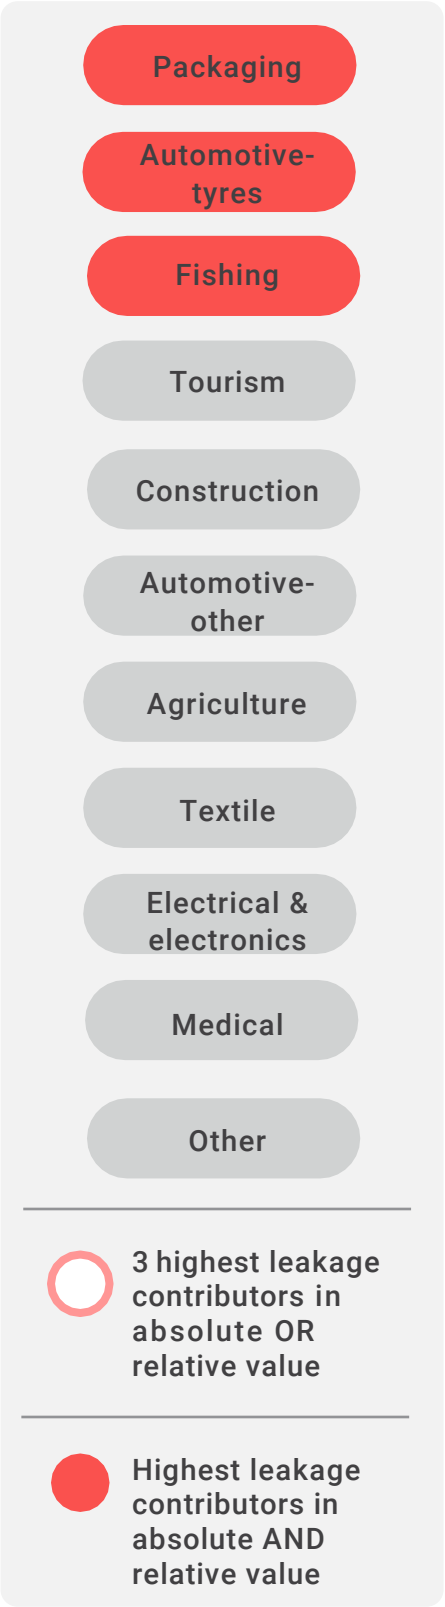 Packaging
Automotive-
tyres
Fishing
Tourism
Construction
Automotive-
other
Agriculture
Textile
Electrical &
electronics
Medical
Other
3 highest leakage
contributors in
absolute OR
relative value
Highest leakage
contributors in
absolute AND
relative value